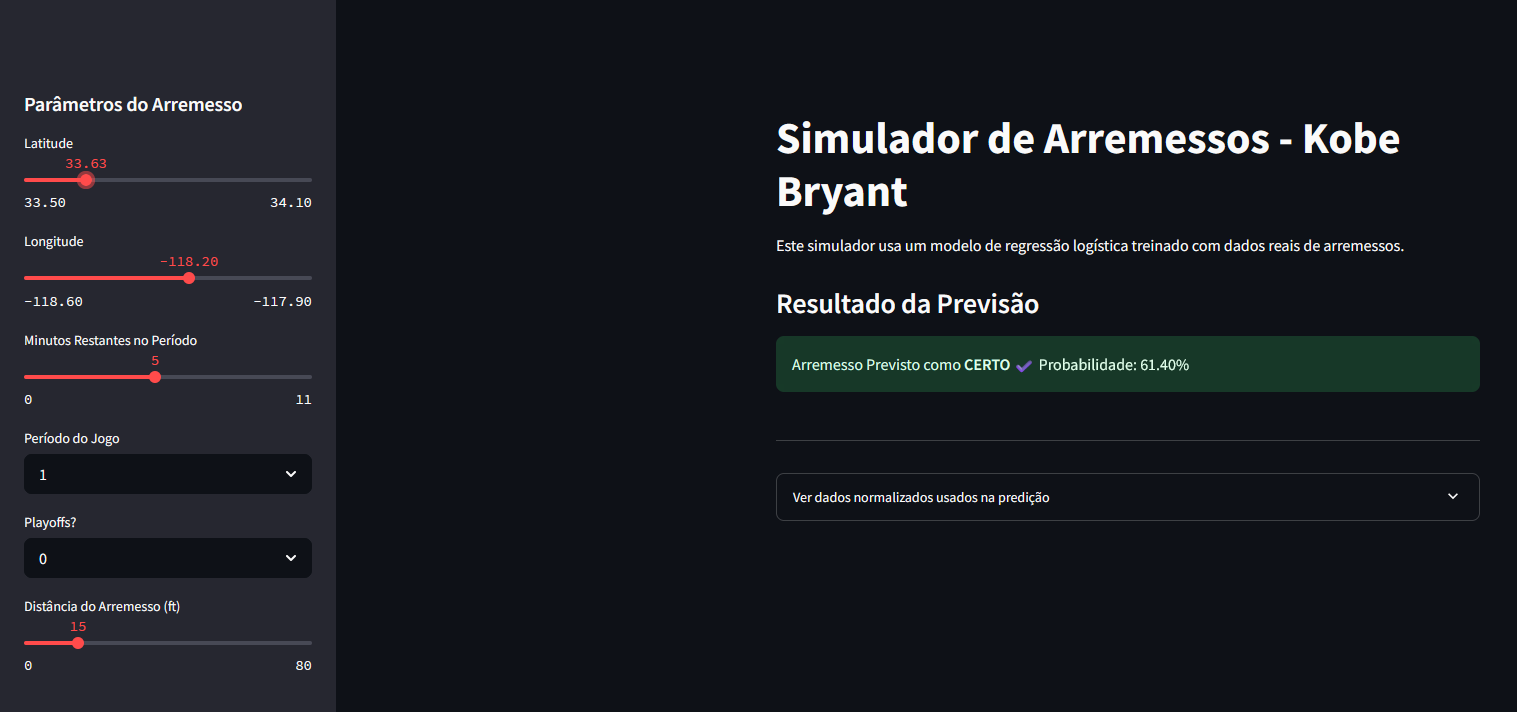 Parâmetros do Arremesso
Latitude
33.63
33.50 34.10
Longitude
-118.20
-118.60 -117.90
Minutos Restantes no Período
5
0 11
Período do Jogo
1
Playoffs?
0
Distância do Arremesso (ft)
15
0 80
Simulador de Arremessos - Kobe
Bryant
Este simulador usa um modelo de regressão logística treinado com dados reais de arremessos.
Resultado da Previsão
Arremesso Previsto como CERTO ✔ Probabilidade: 61.40%
Ver dados normalizados usados na predição